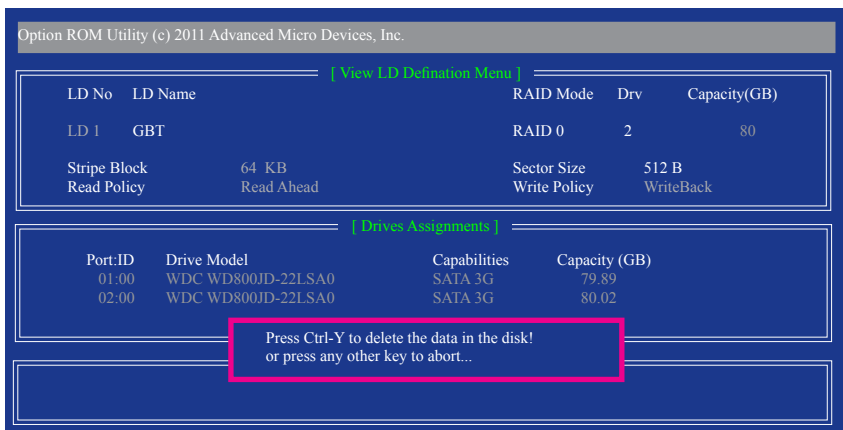 Option ROM Utility (c) 2011 Advanced Micro Devices, Inc.
[ View LD Defination Menu ]
LD No LD Name RAID Mode Drv Capacity(GB)
LD 1 GBT RAID 0 2 80
Stripe Block 64 KB Sector Size 512 B
Read Policy Read Ahead Write Policy WriteBack
[ Drives Assignments ]
Port:ID Drive Model Capabilities Capacity (GB)
01:00 WDC WD800JD-22LSA0 SATA 3G 79.89
02:00 WDC WD800JD-22LSA0 SATA 3G 80.02
Press Ctrl-Y to delete the data in the disk!
or press any other key to abort...